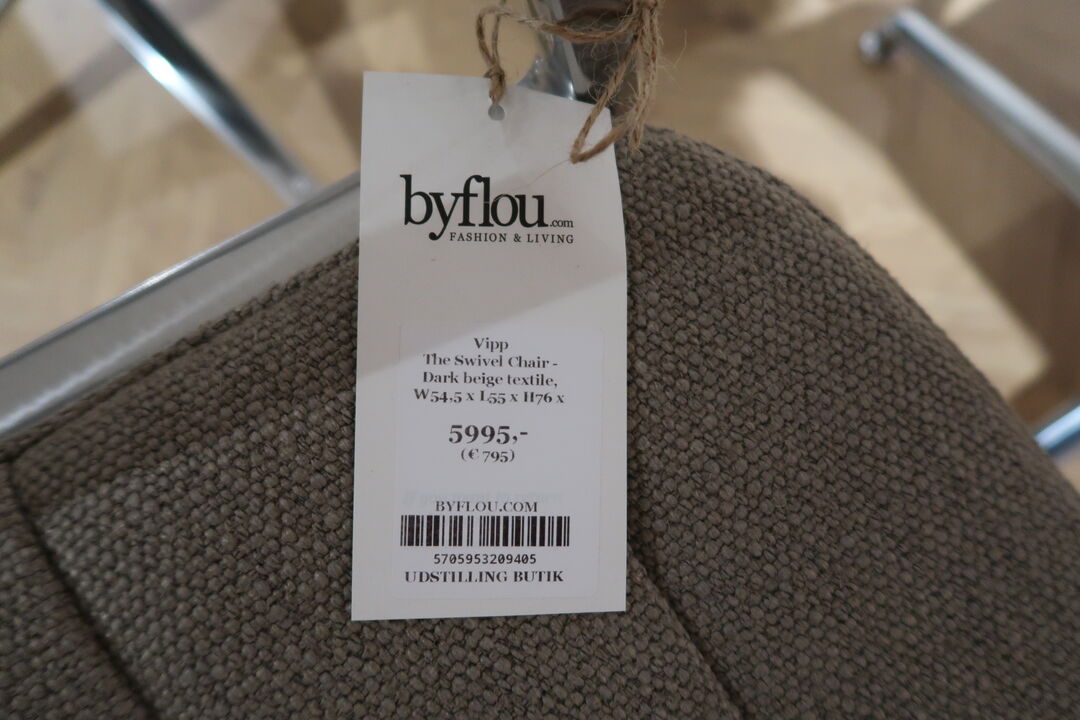 byflou.com
FASHION & LIVING
Vipp
The Swivel Chair -
Dark beige textile,
W54,5 x L55 x H76 x
5995,-
(€ 795)
BYFLOU.COM
5705953209405
UDSTILLING BUTIK